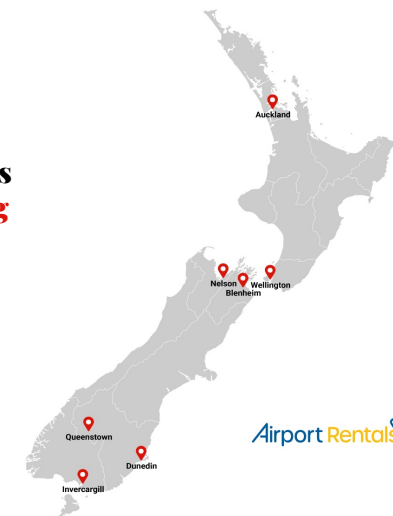 s
g
Auckland
Nelson
Wellington
Blenheim
Queenstown
Dunedin
Invercargill
Airport Rentals